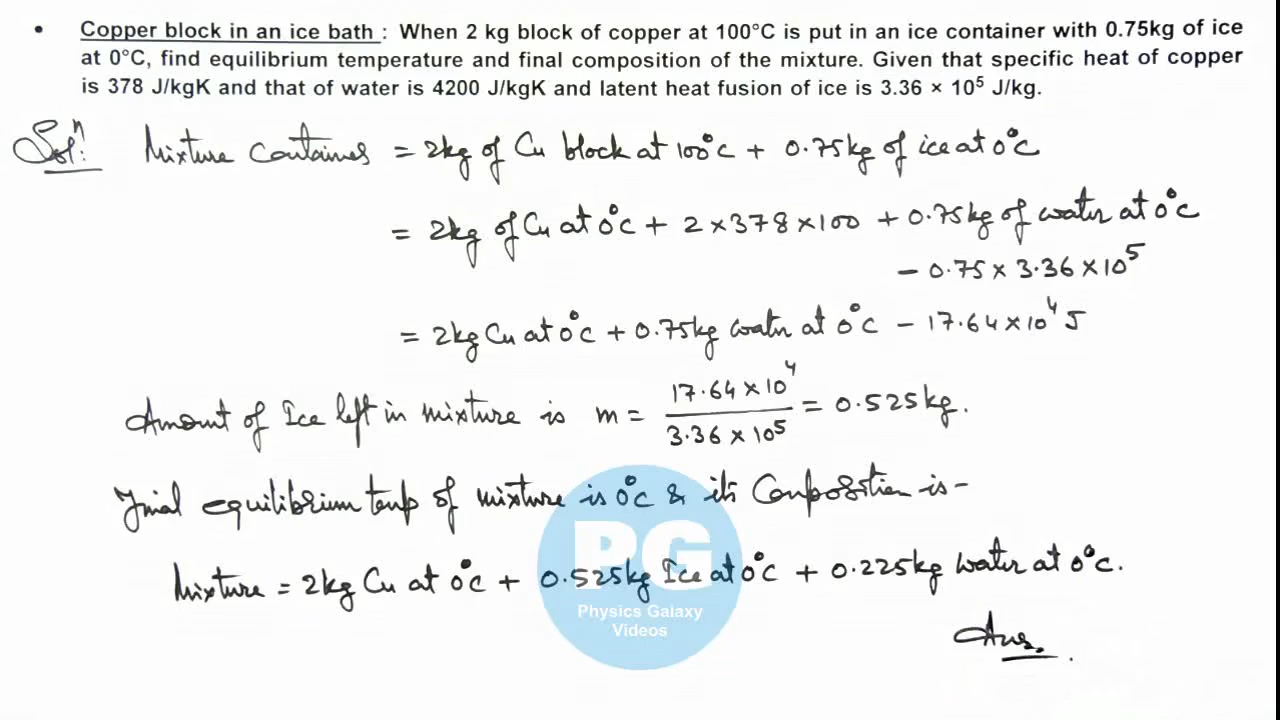 • Copper block in an ice bath : When 2 kg block of copper at 100°C is put in an ice container with 0.75kg of ice
at 0°C, find equilibrium temperature and final composition of the mixture. Given that specific heat of copper
is 378 J/kgK and that of water is 4200 J/kgK and latent heat fusion of ice is 3.36 × 10⁵ J/kg.
Solⁿ: Mixture Containes = 2kg of Cu block at 100°C + 0.75kg of ice at 0°C
= 2kg of Cu at 0°C + 2×378×100 + 0.75kg of water at 0°C
− 0.75 × 3.36 × 10⁵
= 2kg Cu at 0°C + 0.75kg water at 0°C − 17.64 × 10⁴ J
Amount of Ice left in mixture is m = 17.64 × 10⁴ / 3.36 × 10⁵ = 0.525kg.
Final equilibrium temp of mixture is 0°C & its Composition is −
Mixture = 2kg Cu at 0°C + 0.525kg Ice at 0°C + 0.225kg water at 0°C.
PG
Physics Galaxy
Videos
Ans.